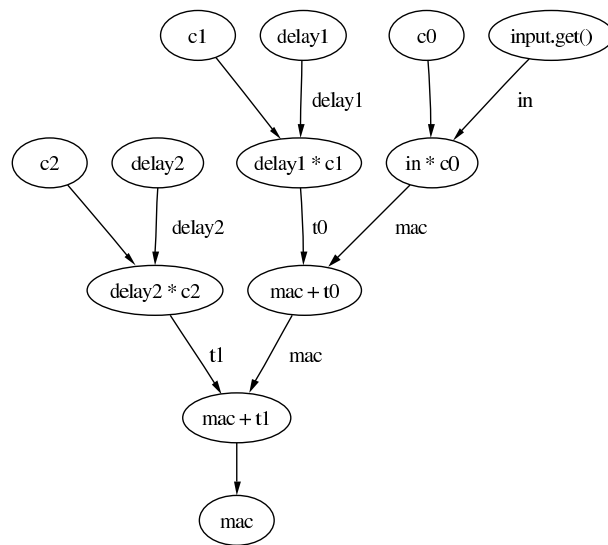 c1
delay1
c0
input.get()
delay1
in
c2
delay2
delay1 * c1
in * c0
delay2
t0
mac
delay2 * c2
mac + t0
t1
mac
mac + t1
mac